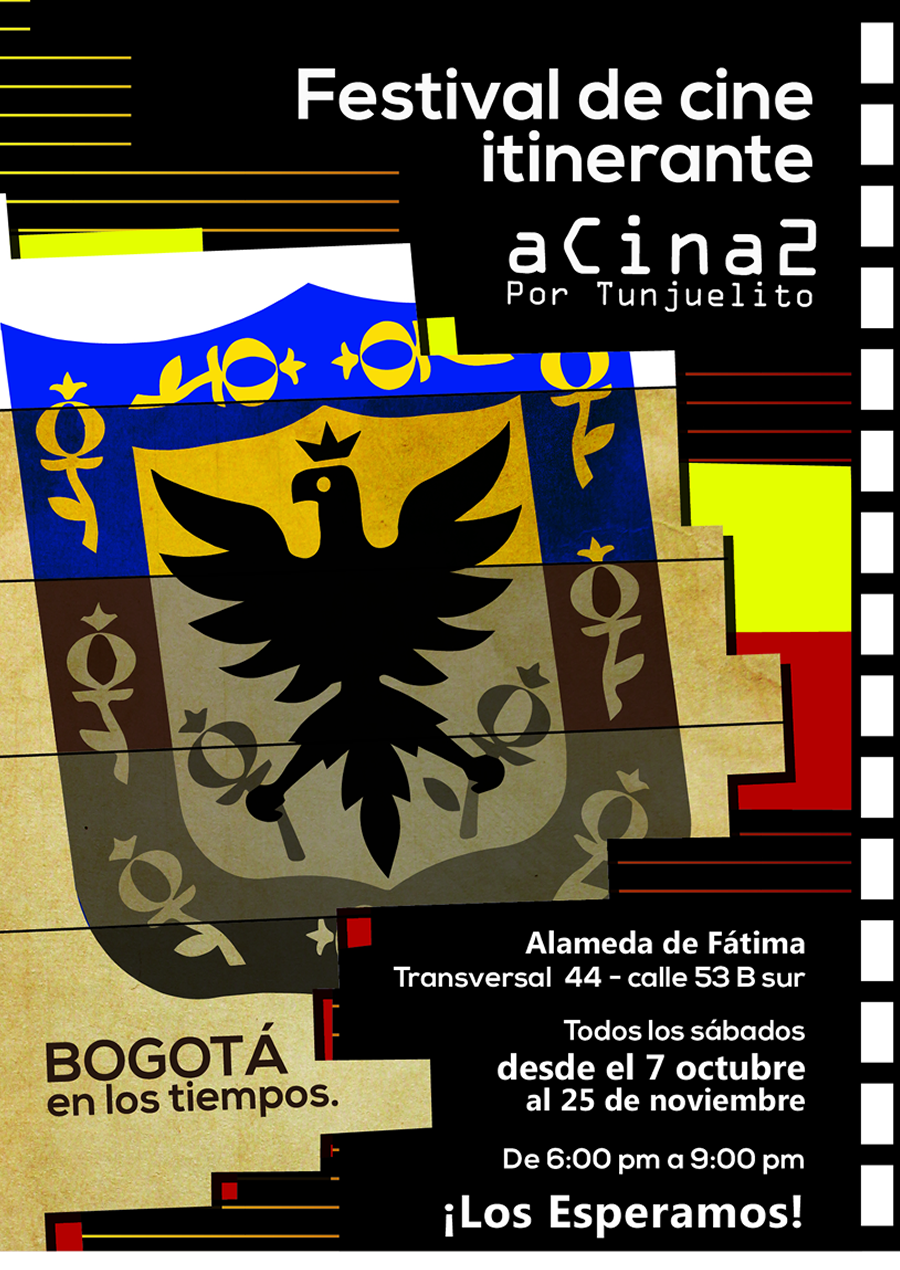 Festival de cine
itinerante
aCina2
Por Tunjuelito
Alameda de Fátima
Transversal 44 - calle 53 B sur
Todos los sábados
desde el 7 octubre
al 25 de noviembre
De 6:00 pm a 9:00 pm
¡Los Esperamos!
BOGOTÁ
en los tiempos.